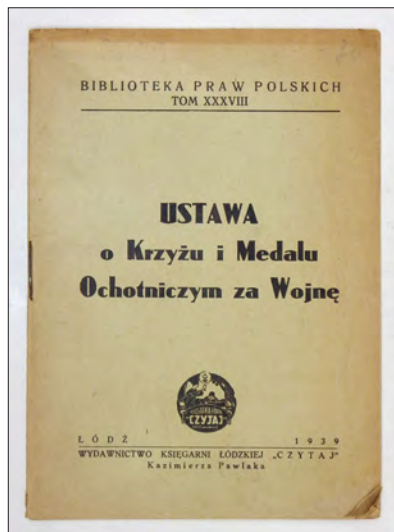 BIBLIOTEKA PRAW POLSKICH
TOM XXXVIII
USTAWA
o Krzyżu i Medalu
Ochotniczym za Wojnę
CZYTAJ
ŁÓDŹ 1939
WYDAWNICTWO KSIĘGARNI ŁÓDZKIEJ „CZYTAJ"
Kazimierza Pawlaka